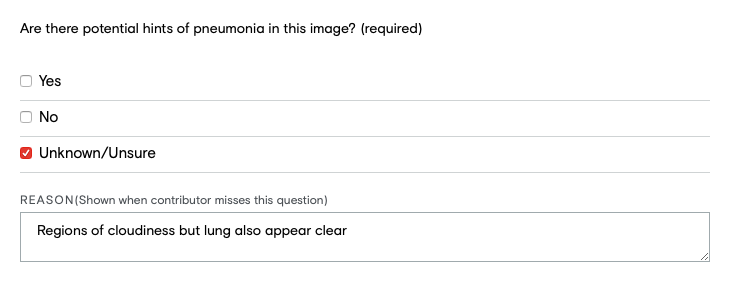 Are there potential hints of pneumonia in this image? (required)
Yes
No
Unknown/Unsure
REASON(Shown when contributor misses this question)
Regions of cloudiness but lung also appear clear